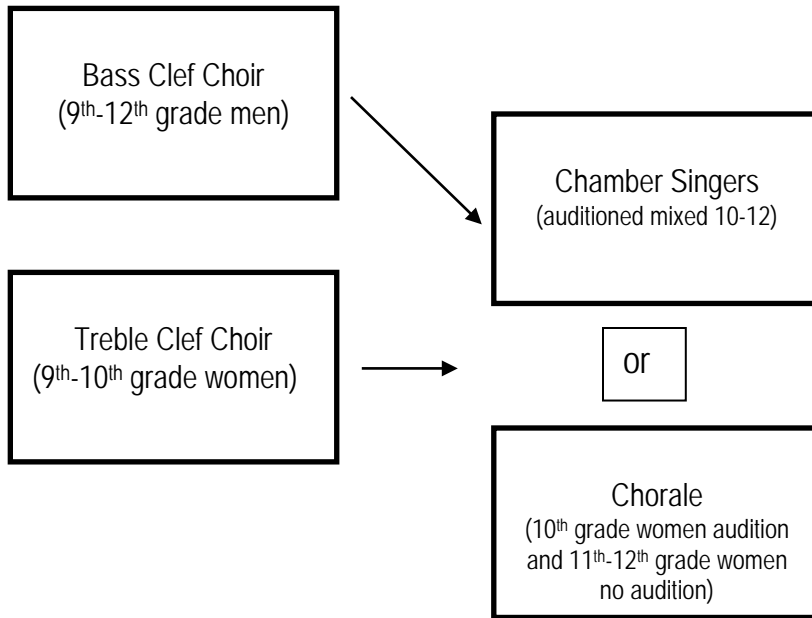 Bass Clef Choir
(9th-12th grade men)
Chamber Singers
(auditioned mixed 10-12)
Treble Clef Choir
(9th-10th grade women)
or
Chorale
(10th grade women audition
and 11th-12th grade women
no audition)